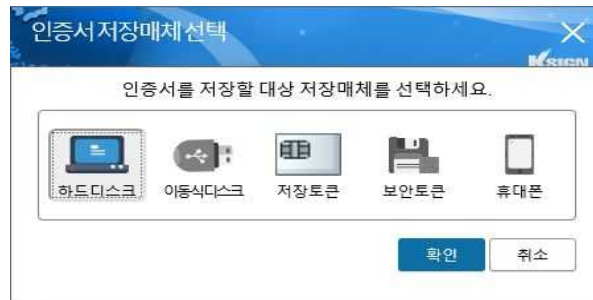 인증서 저장매체 선택
KSIGN
인증서를 저장할 대상 저장매체를 선택하세요.
하드디스크 이동식디스크 저장토큰 보안토큰 휴대폰
확인 취소